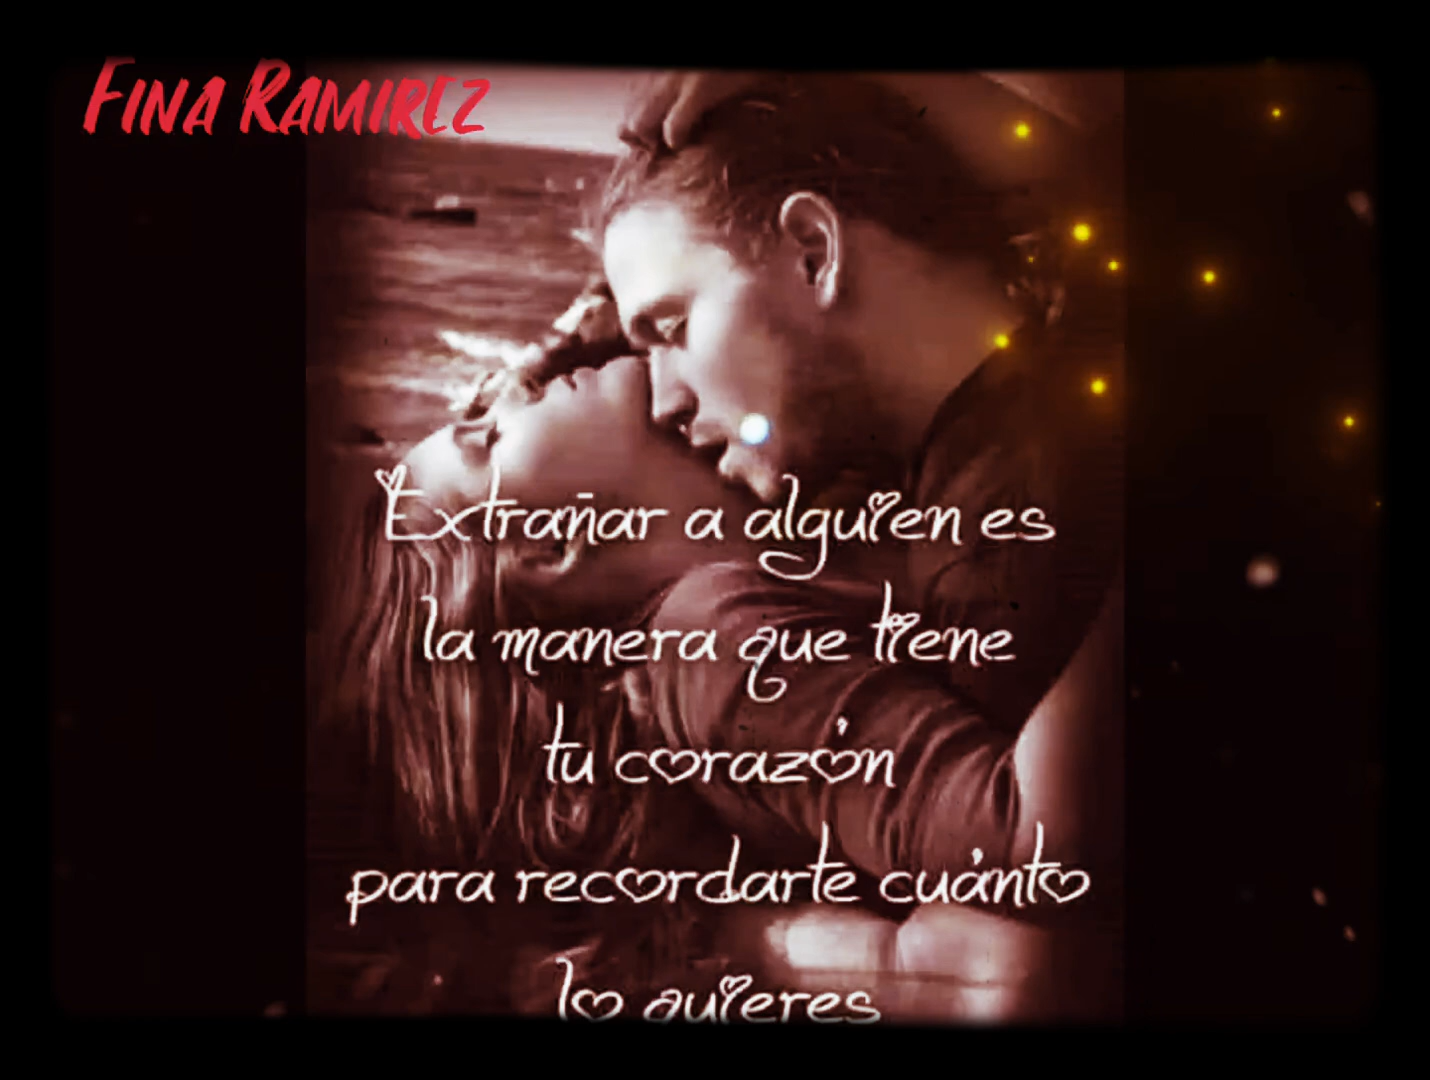 FINA RAMIREZ
Extrañar a alguien es
la manera que tiene
tu corazón
para recordarte cuánto
lo quieres